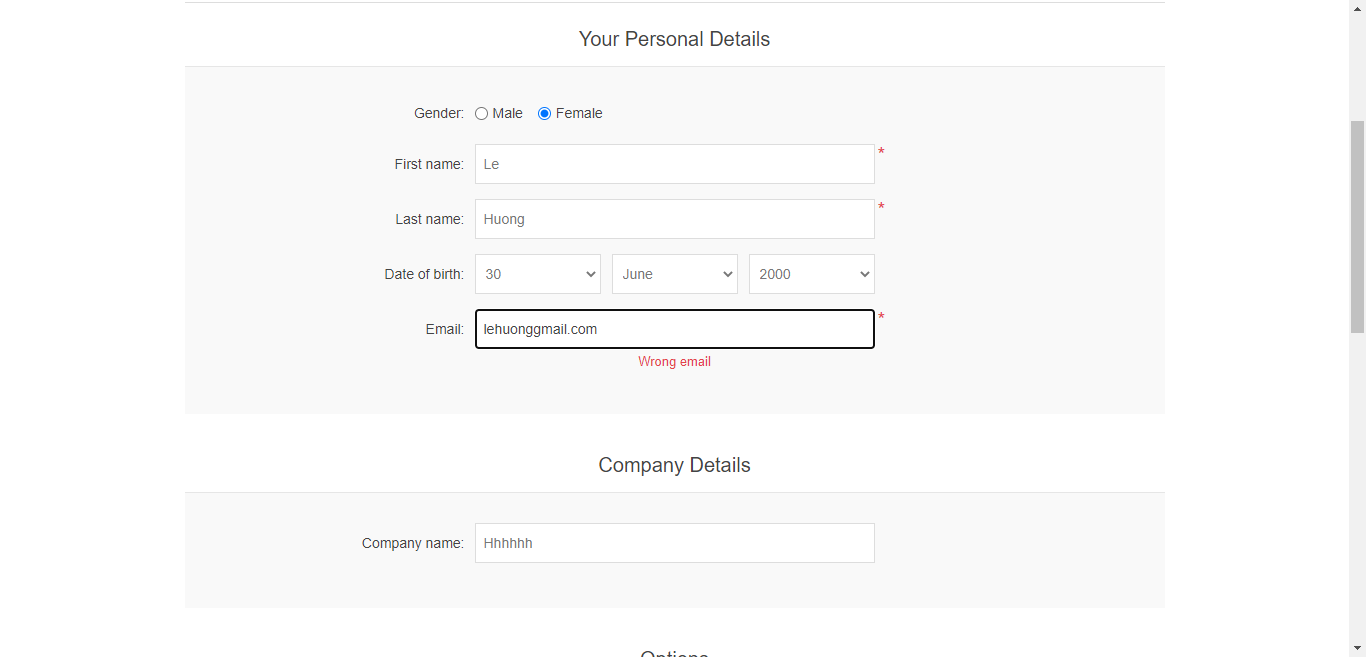 Your Personal Details
Gender: Male Female
First name: Le *
Last name: Huong *
Date of birth: 30 June 2000
Email: lehuonggmail.com *
Wrong email
Company Details
Company name: Hhhhhh
Options